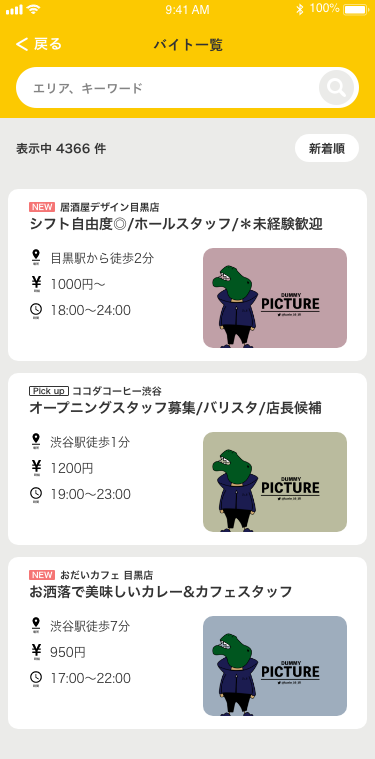 9:41 AM
100%
戻る
バイト一覧
エリア、キーワード
表示中 4366 件
新着順
NEW 居酒屋デザイン目黒店
シフト自由度◎/ホールスタッフ/＊未経験歓迎
目黒駅から徒歩2分
1000円〜
18:00〜24:00
DUMMY
PICTURE
Pick up ココダコーヒー渋谷
オープニングスタッフ募集/バリスタ/店長候補
渋谷駅徒歩1分
1200円
19:00〜23:00
DUMMY
PICTURE
NEW おだいカフェ 目黒店
お洒落で美味しいカレー&カフェスタッフ
渋谷駅徒歩7分
950円
17:00〜22:00
DUMMY
PICTURE